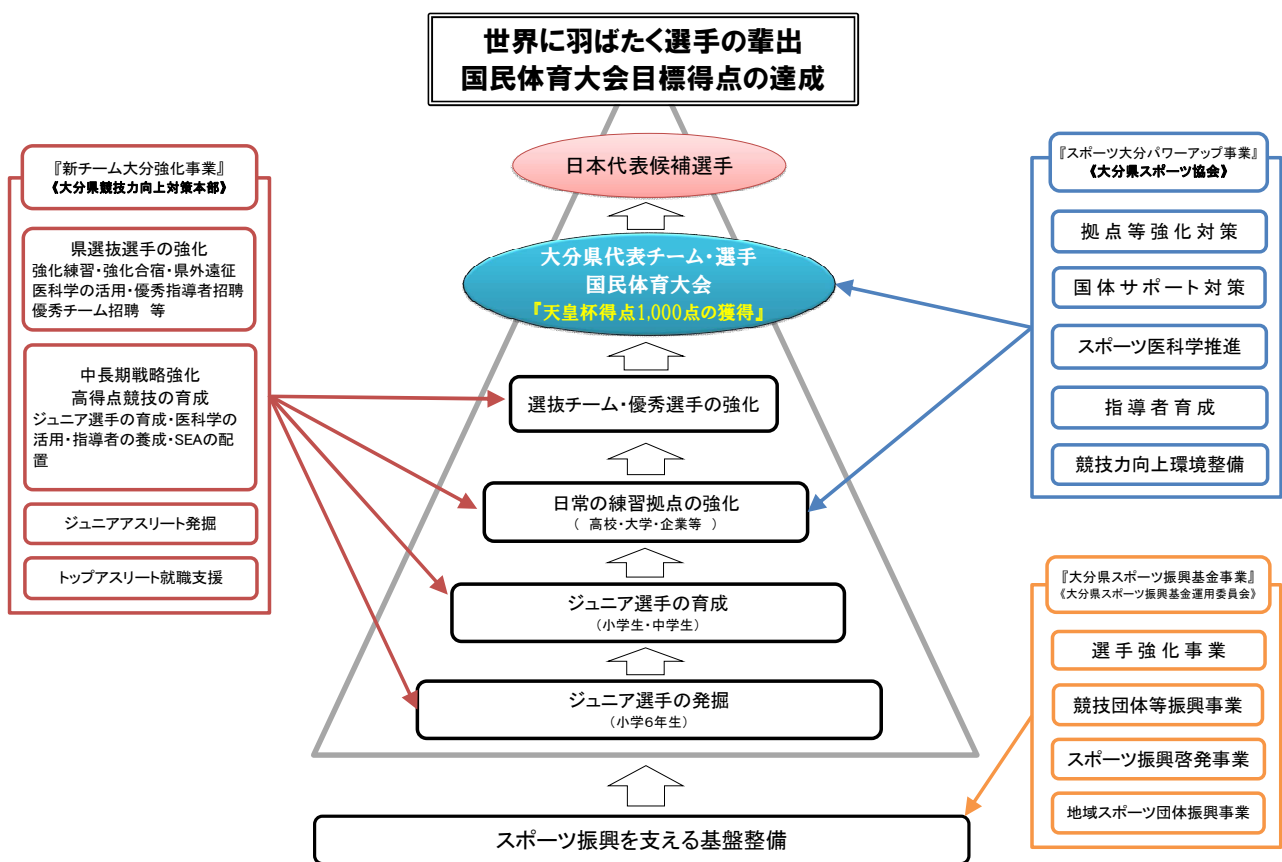 世界に羽ばたく選手の輩出
国民体育大会目標得点の達成
『新チーム大分強化事業』
《大分県競技力向上対策本部》
県選抜選手の強化
強化練習・強化合宿・県外遠征
医科学の活用・優秀指導者招聘
優秀チーム招聘 等
中長期戦略強化
高得点競技の育成
ジュニア選手の育成・医科学の
活用・指導者の養成・SEAの配
置
ジュニアアスリート発掘
トップアスリート就職支援
日本代表候補選手
大分県代表チーム・選手
国民体育大会
『天皇杯得点1,000点の獲得』
選抜チーム・優秀選手の強化
日常の練習拠点の強化
（ 高校・大学・企業等 ）
ジュニア選手の育成
（小学生・中学生）
ジュニア選手の発掘
（小学6年生）
スポーツ振興を支える基盤整備
『スポーツ大分パワーアップ事業』
《大分県スポーツ協会》
拠点等強化対策
国体サポート対策
スポーツ医科学推進
指導者育成
競技力向上環境整備
『大分県スポーツ振興基金事業』
《大分県スポーツ振興基金運用委員会》
選手強化事業
競技団体等振興事業
スポーツ振興啓発事業
地域スポーツ団体振興事業